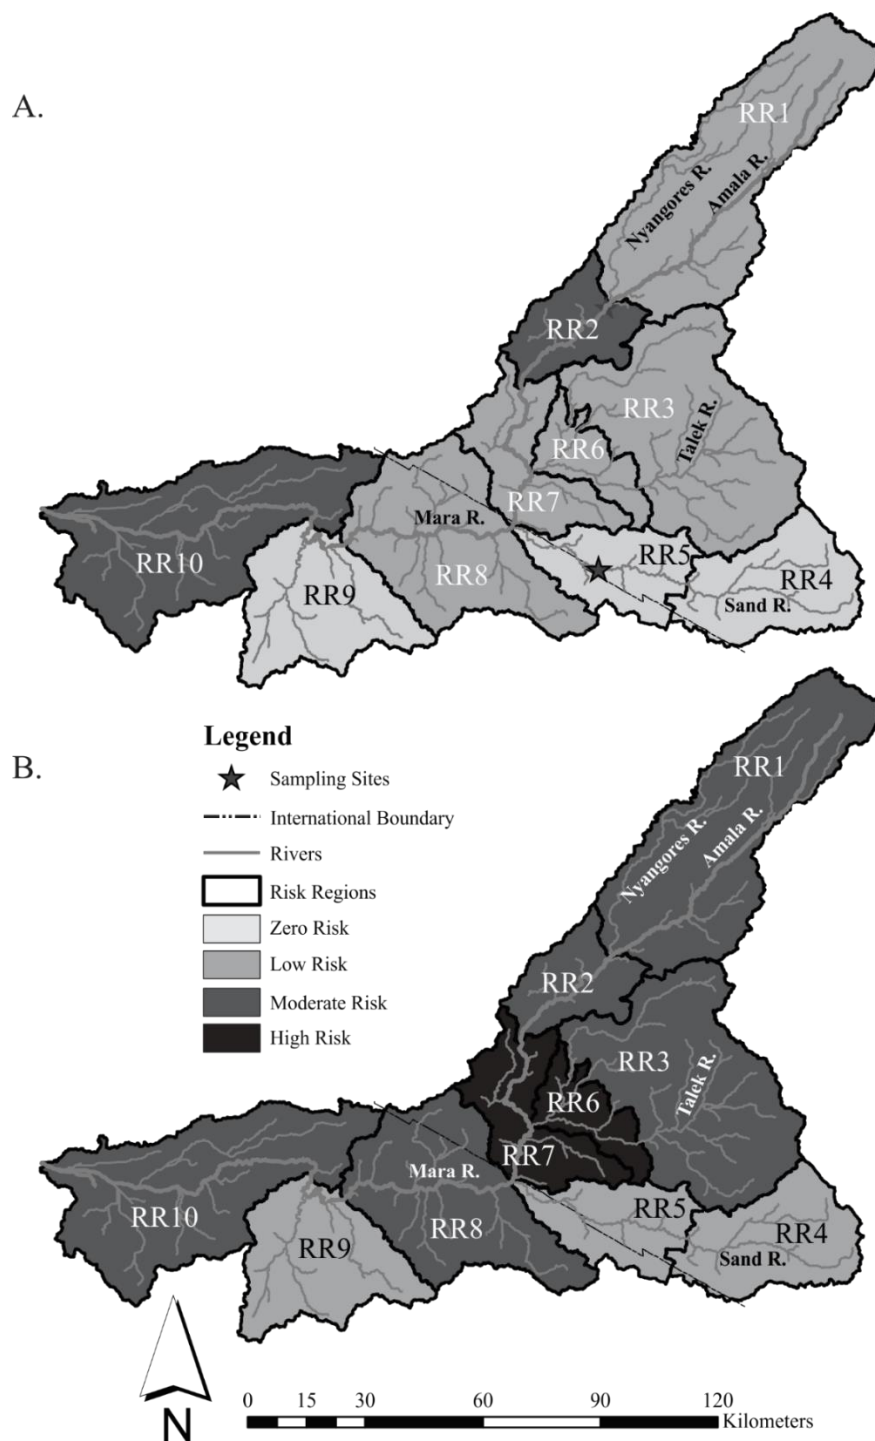 A.
RR1
Nyangores R.
Amala R.
RR2
RR3
Talek R.
RR6
RR7
Mara R.
RR5
RR10
RR8
RR4
RR9
Sand R.
B.
Legend
Sampling Sites
International Boundary
Rivers
Risk Regions
Zero Risk
Low Risk
Moderate Risk
High Risk
RR1
Nyangores R.
Amala R.
RR2
RR3
Talek R.
RR6
RR7
Mara R.
RR5
RR10
RR8
RR4
RR9
Sand R.
N
0 15 30 60 90 120
Kilometers